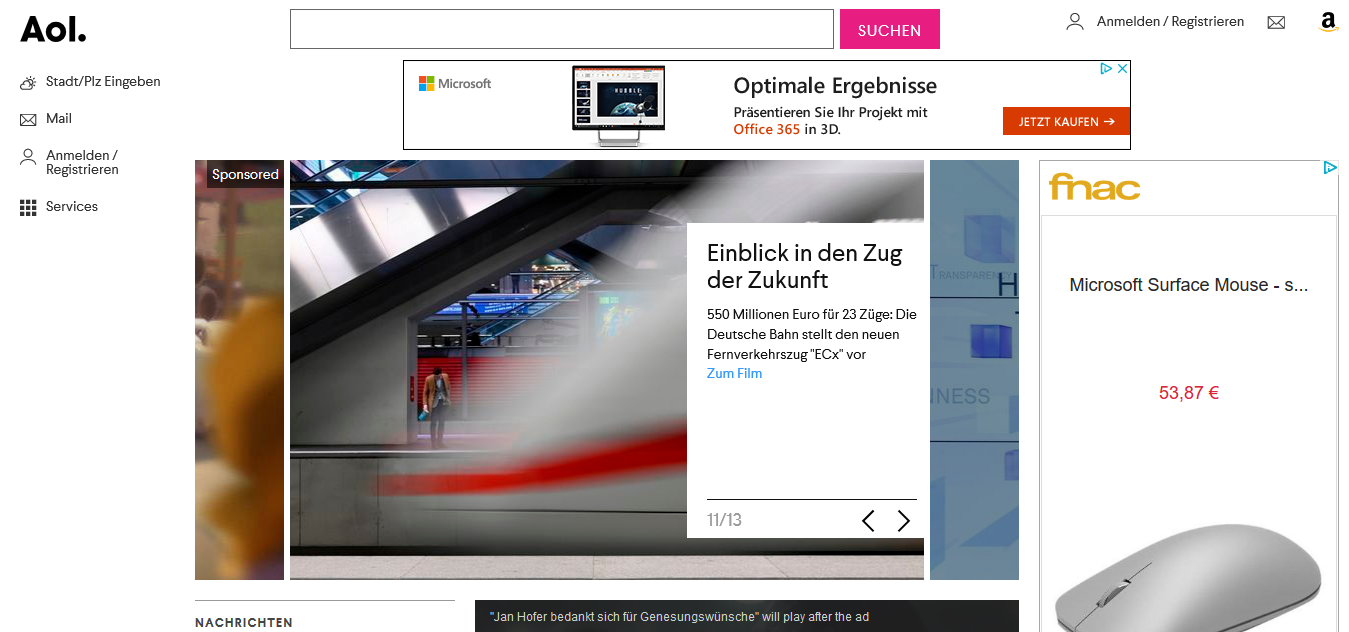 Aol.
SUCHEN
Anmelden / Registrieren
a
Stadt/Plz Eingeben
Mail
Anmelden /
Registrieren
Services
Microsoft
HUBBLE
Optimale Ergebnisse
Präsentieren Sie Ihr Projekt mit
Office 365 in 3D.
JETZT KAUFEN →
Sponsored
Einblick in den Zug
der Zukunft
550 Millionen Euro für 23 Züge: Die
Deutsche Bahn stellt den neuen
Fernverkehrszug "ECx" vor
Zum Film
11/13
TRANSPARENCY
H
NNESS
fnac
Microsoft Surface Mouse - s...
53,87 €
NACHRICHTEN
"Jan Hofer bedankt sich für Genesungswünsche" will play after the ad